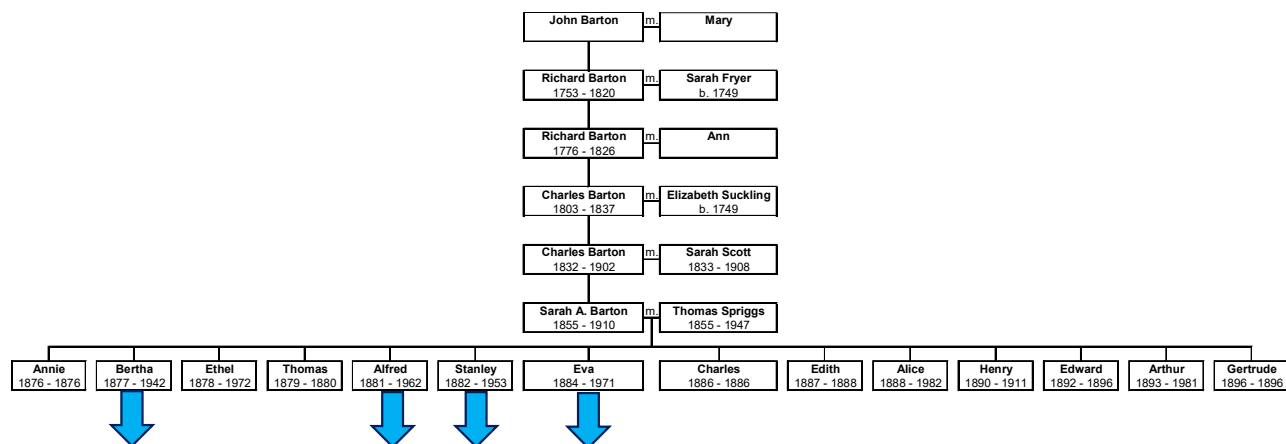 John Barton m. Mary
Richard Barton m. Sarah Fryer
1753 - 1820 b. 1749
Richard Barton m. Ann
1776 - 1826
Charles Barton m. Elizabeth Suckling
1803 - 1837 b. 1749
Charles Barton m. Sarah Scott
1832 - 1902 1833 - 1908
Sarah A. Barton m. Thomas Spriggs
1855 - 1910 1855 - 1947
Annie Bertha Ethel Thomas Alfred Stanley Eva Charles Edith Alice Henry Edward Arthur Gertrude
1876 - 1876 1877 - 1942 1878 - 1972 1879 - 1880 1881 - 1962 1882 - 1953 1884 - 1971 1886 - 1886 1887 - 1888 1888 - 1982 1890 - 1911 1892 - 1896 1893 - 1981 1896 - 1896